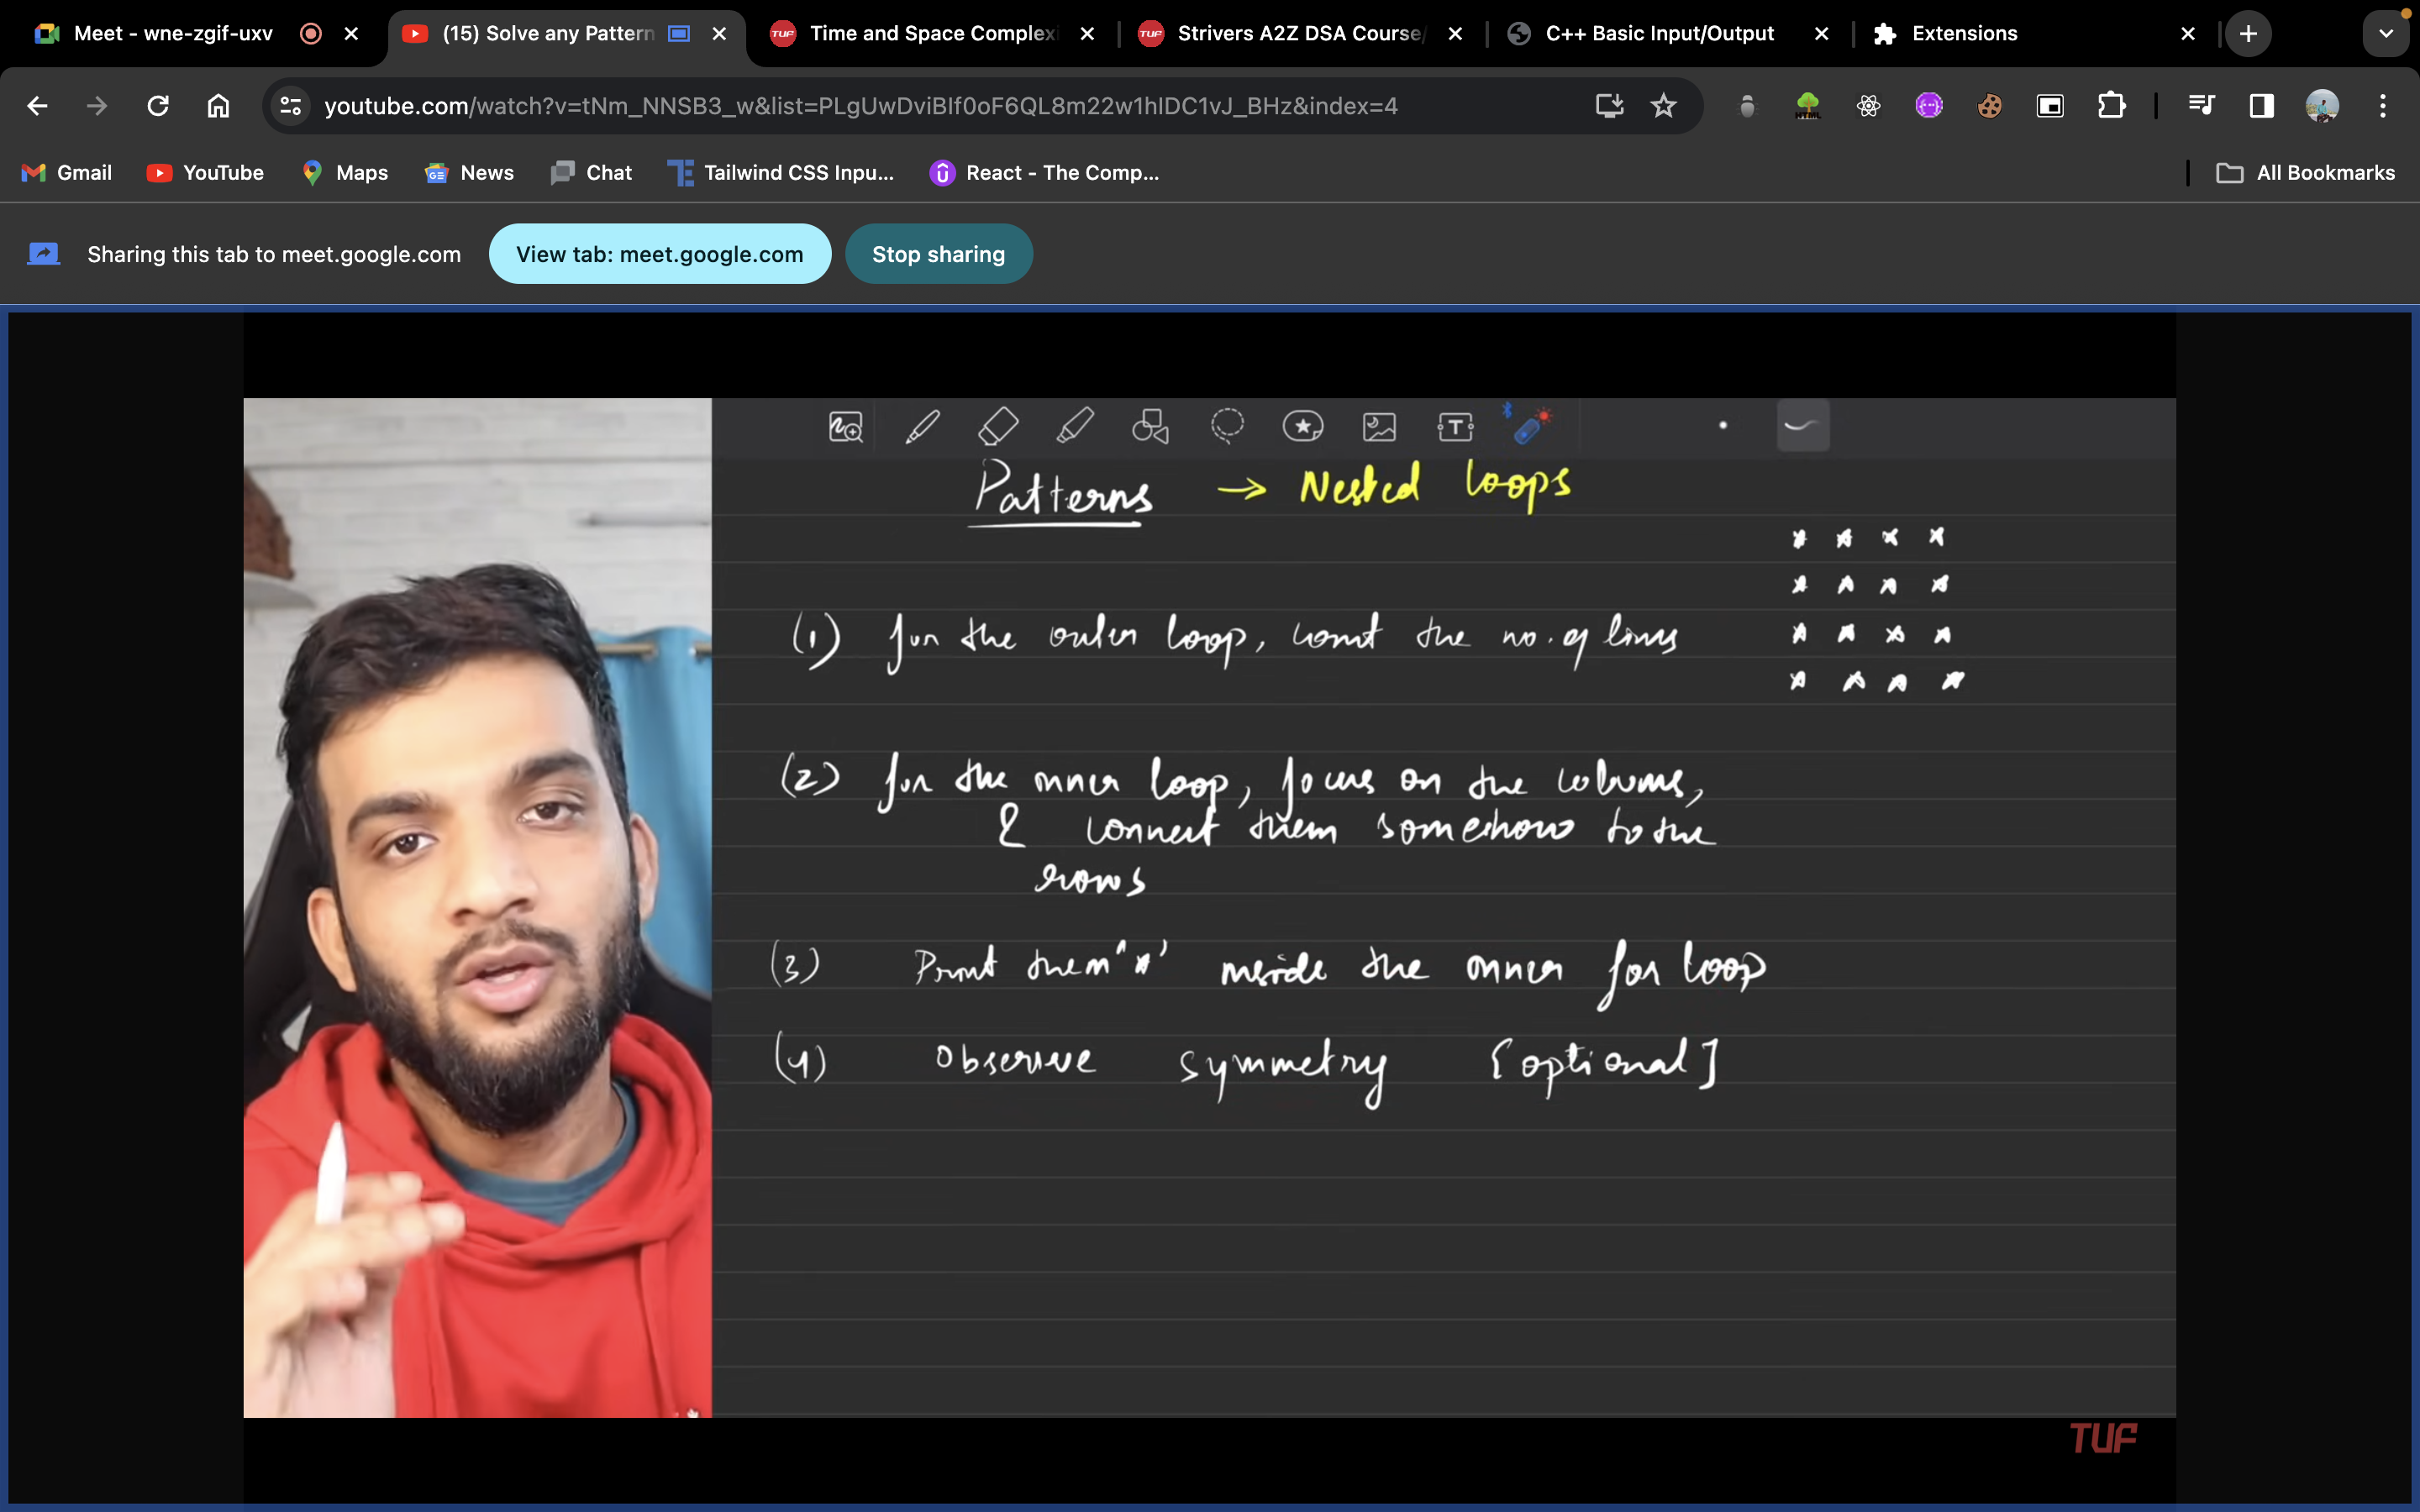 Meet - wne-zgif-uxv
(15) Solve any Pattern
Time and Space Complex
Strivers A2Z DSA Course/
C++ Basic Input/Output
Extensions
youtube.com/watch?v=tNm_NNSB3_w&list=PLgUwDviBIf0oF6QL8m22w1hIDC1vJ_BHz&index=4
Gmail
YouTube
Maps
News
Chat
Tailwind CSS Inpu...
React - The Comp...
All Bookmarks
Sharing this tab to meet.google.com
View tab: meet.google.com
Stop sharing
Patterns → Nested loops
* * * *
* * * *
* * * *
* * * *
(1) for the outer loop, count the no. of lines
(2) for the inner loop, focus on the columns,
& connect them somehow to the
rows
(3) Print them '*' inside the inner for loop
(4) Observe symmetry [optional]
TUF